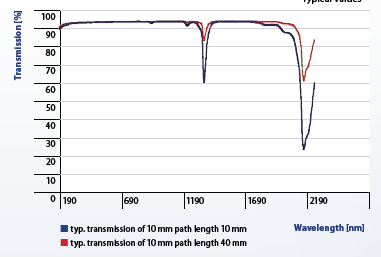 Typical values
Transmission [%]
100
90
80
70
60
50
40
30
20
10
0
190 690 1190 1690 2190
Wavelength [nm]
typ. transmission of 10 mm path length 10 mm
typ. transmission of 10 mm path length 40 mm